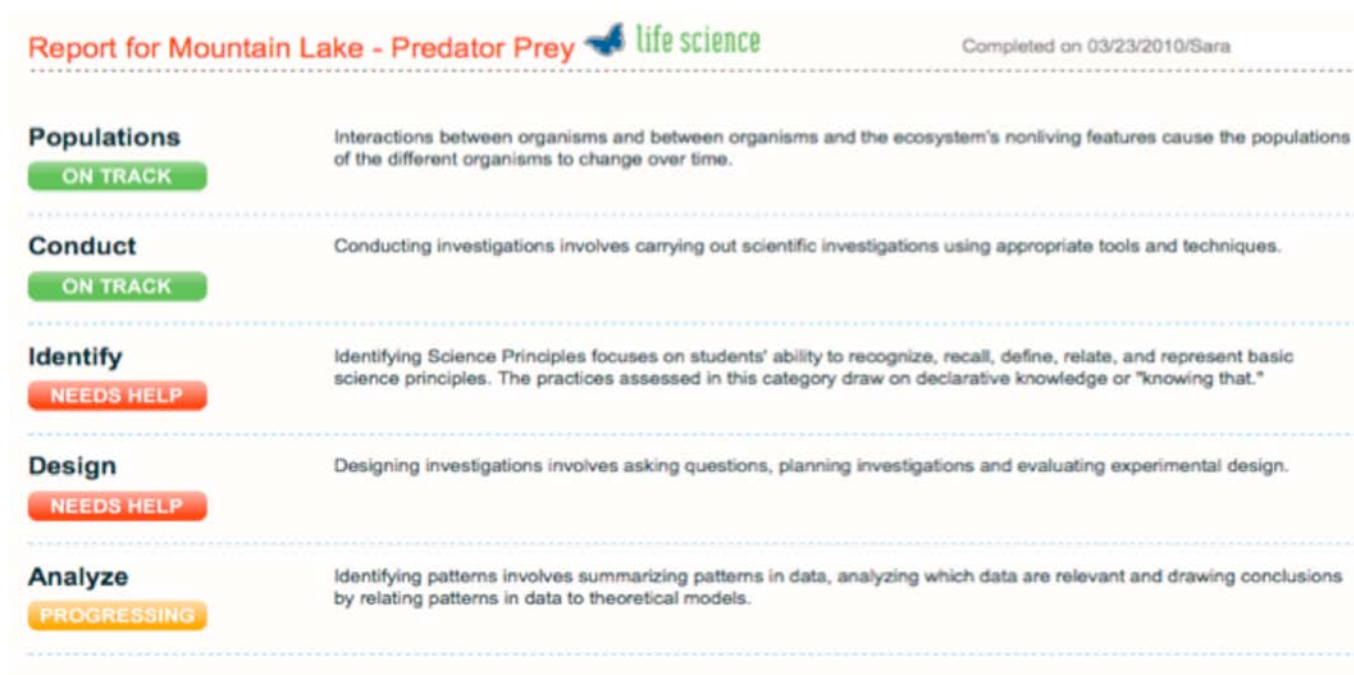 Report for Mountain Lake - Predator Prey life science Completed on 03/23/2010/Sara
Populations
ON TRACK
Interactions between organisms and between organisms and the ecosystem's nonliving features cause the populations
of the different organisms to change over time.
Conduct
ON TRACK
Conducting investigations involves carrying out scientific investigations using appropriate tools and techniques.
Identify
NEEDS HELP
Identifying Science Principles focuses on students' ability to recognize, recall, define, relate, and represent basic
science principles. The practices assessed in this category draw on declarative knowledge or "knowing that."
Design
NEEDS HELP
Designing investigations involves asking questions, planning investigations and evaluating experimental design.
Analyze
PROGRESSING
Identifying patterns involves summarizing patterns in data, analyzing which data are relevant and drawing conclusions
by relating patterns in data to theoretical models.